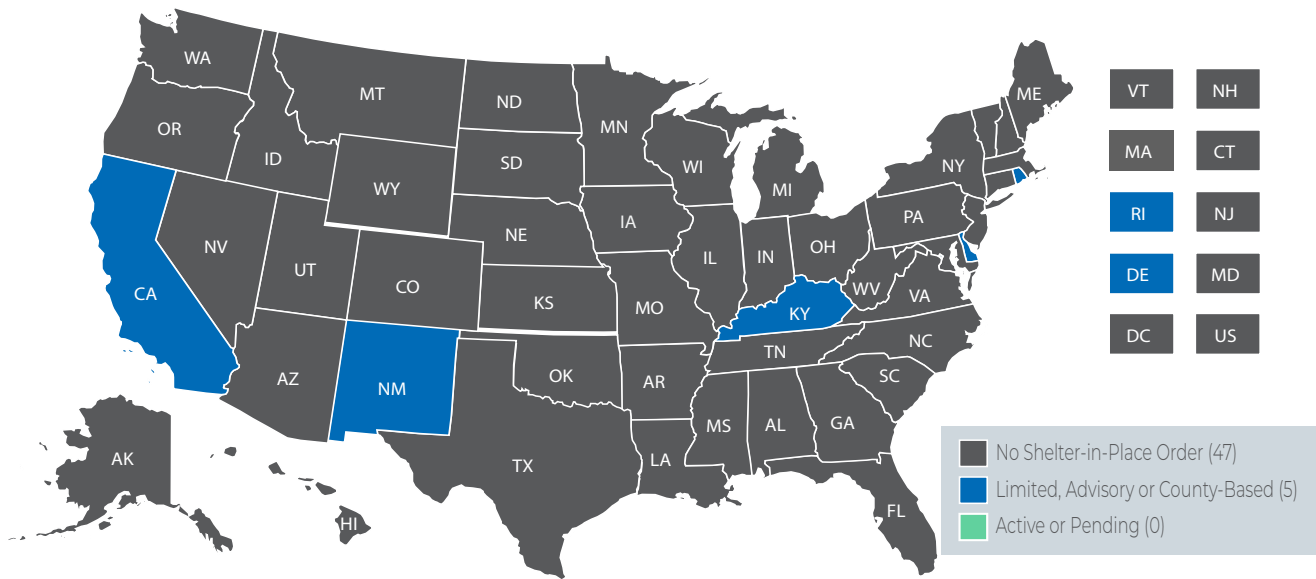 WA
MT
ND
MN
ME
OR
ID
SD
WI
NY
WY
MI
IA
PA
NE
NV
UT
IL
IN
OH
CO
WV
VA
CA
KS
MO
KY
NC
TN
AZ
NM
OK
AR
SC
MS
AL
GA
AK
TX
LA
FL
HI
VT NH
MA CT
RI NJ
DE MD
DC US
No Shelter-in-Place Order (47)
Limited, Advisory or County-Based (5)
Active or Pending (0)